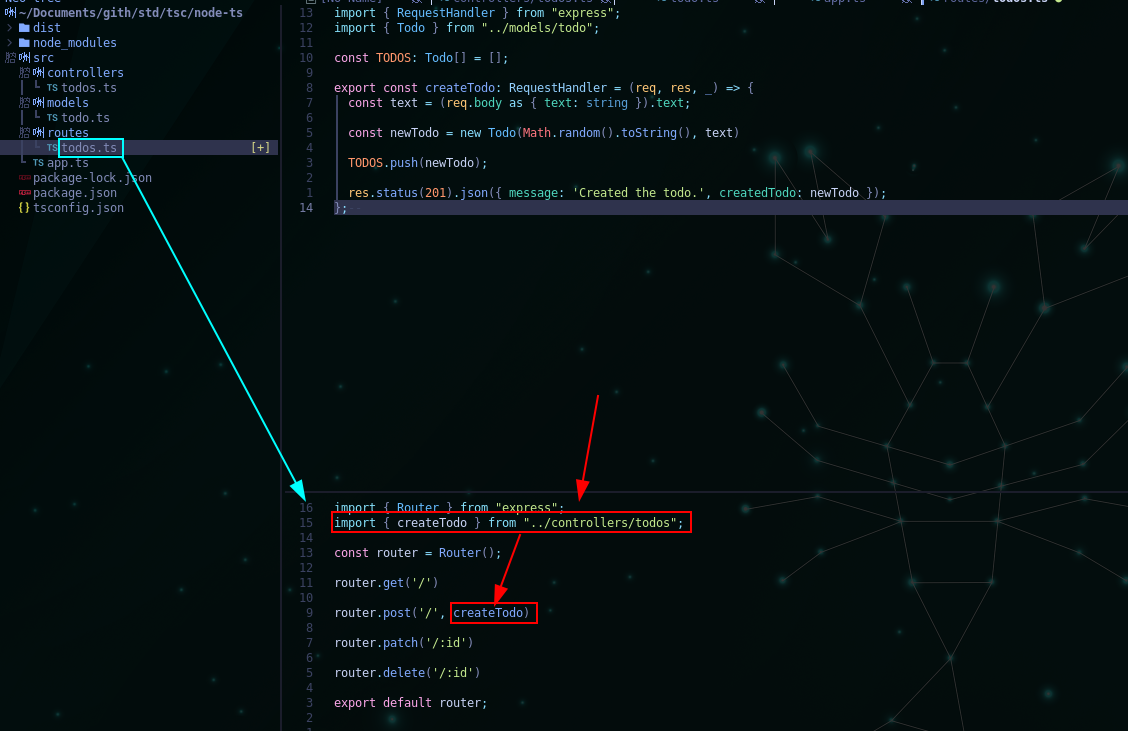 ~/Documents/gith/std/tsc/node-ts
dist
node_modules
src
controllers
TS todos.ts
models
TS todo.ts
routes
TS todos.ts [+]
TS app.ts
package-lock.json
package.json
{} tsconfig.json
13 import { RequestHandler } from "express";
12 import { Todo } from "../models/todo";
11
10 const TODOS: Todo[] = [];
9
8 export const createTodo: RequestHandler = (req, res, _) => {
7 const text = (req.body as { text: string }).text;
6
5 const newTodo = new Todo(Math.random().toString(), text)
4
3 TODOS.push(newTodo);
2
1 res.status(201).json({ message: 'Created the todo.', createdTodo: newTodo });
14 };
16 import { Router } from "express";
15 import { createTodo } from "../controllers/todos";
14
13 const router = Router();
12
11 router.get('/')
10
9 router.post('/', createTodo)
8
7 router.patch('/:id')
6
5 router.delete('/:id')
4
3 export default router;
2